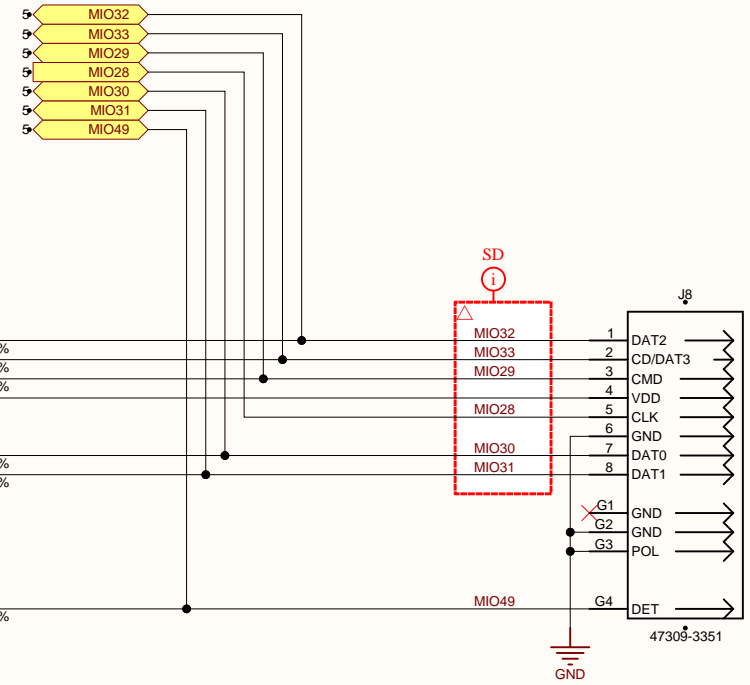 5 MIO32
5 MIO33
5 MIO29
5 MIO28
5 MIO30
5 MIO31
5 MIO49
SD
i
J8
MIO32 1 DAT2
%
MIO33 2 CD/DAT3
%
MIO29 3 CMD
%
4 VDD
MIO28 5 CLK
6 GND
MIO30 7 DAT0
%
MIO31 8 DAT1
%
G1 GND
G2 GND
G3 POL
MIO49 G4 DET
%
47309-3351
GND